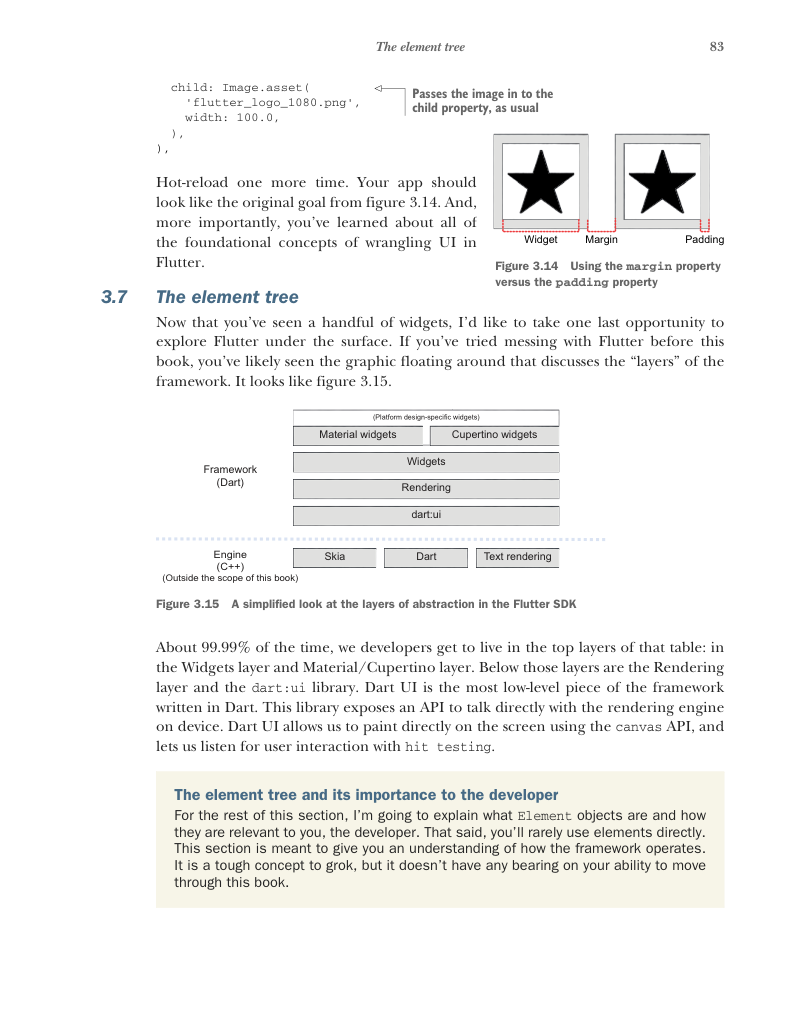 The element tree
83
child: Image.asset(
'flutter_logo_1080.png',
width: 100.0,
),
),
Passes the image in to the
child property, as usual
Hot-reload one more time. Your app should
look like the original goal from figure 3.14. And,
more importantly, you've learned about all of
the foundational concepts of wrangling UI in
Flutter.
Widget
Margin
Padding
Figure 3.14 Using the margin property
versus the padding property
3.7 The element tree
Now that you've seen a handful of widgets, I'd like to take one last opportunity to
explore Flutter under the surface. If you've tried messing with Flutter before this
book, you've likely seen the graphic floating around that discusses the “layers” of the
framework. It looks like figure 3.15.
(Platform design-specific widgets)
Material widgets
Cupertino widgets
Widgets
Framework
(Dart)
Rendering
dart:ui
Engine
(C++)
(Outside the scope of this book)
Skia
Dart
Text rendering
Figure 3.15 A simplified look at the layers of abstraction in the Flutter SDK
About 99.99% of the time, we developers get to live in the top layers of that table: in
the Widgets layer and Material/Cupertino layer. Below those layers are the Rendering
layer and the dart:ui library. Dart UI is the most low-level piece of the framework
written in Dart. This library exposes an API to talk directly with the rendering engine
on device. Dart UI allows us to paint directly on the screen using the canvas API, and
lets us listen for user interaction with hit testing.
The element tree and its importance to the developer
For the rest of this section, I'm going to explain what Element objects are and how
they are relevant to you, the developer. That said, you'll rarely use elements directly.
This section is meant to give you an understanding of how the framework operates.
It is a tough concept to grok, but it doesn't have any bearing on your ability to move
through this book.